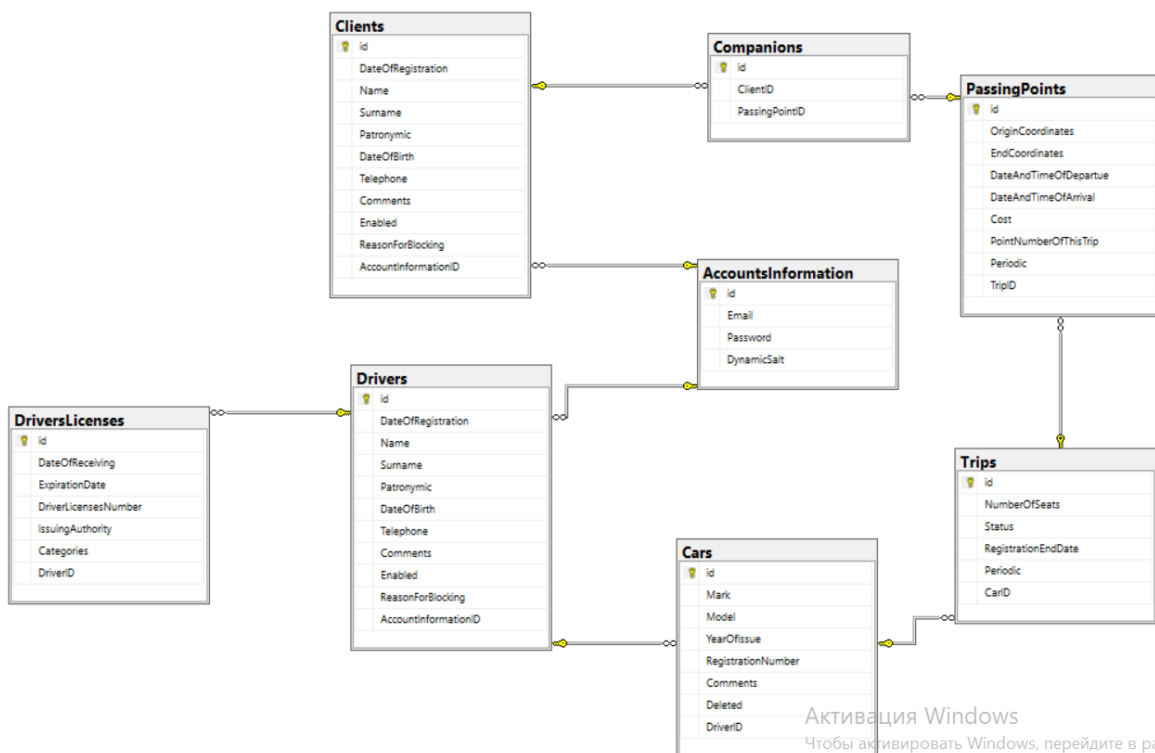 Clients
id
DateOfRegistration
Name
Surname
Patronymic
DateOfBirth
Telephone
Comments
Enabled
ReasonForBlocking
AccountInformationID
Companions
id
ClientID
PassingPointID
PassingPoints
id
OriginCoordinates
EndCoordinates
DateAndTimeOfDepartue
DateAndTimeOfArrival
Cost
PointNumberOfThisTrip
Periodic
TripID
AccountsInformation
id
Email
Password
DynamicSalt
Drivers
id
DateOfRegistration
Name
Surname
Patronymic
DateOfBirth
Telephone
Comments
Enabled
ReasonForBlocking
AccountInformationID
DriversLicenses
id
DateOfReceiving
ExpirationDate
DriverLicensesNumber
IssuingAuthority
Categories
DriverID
Trips
id
NumberOfSeats
Status
RegistrationEndDate
Periodic
CarID
Cars
id
Mark
Model
YearOfIssue
RegistrationNumber
Comments
Deleted
DriverID
Активация Windows
Чтобы активировать Windows, перейдите в ра